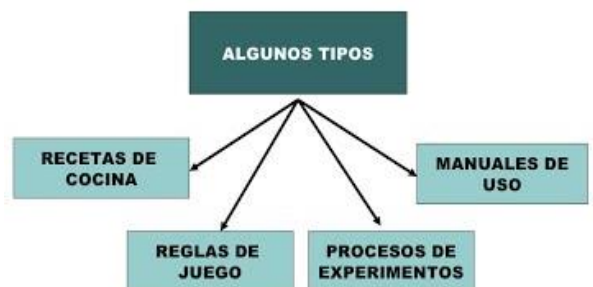 ALGUNOS TIPOS
RECETAS DE
COCINA
MANUALES DE
USO
REGLAS DE
JUEGO
PROCESOS DE
EXPERIMENTOS